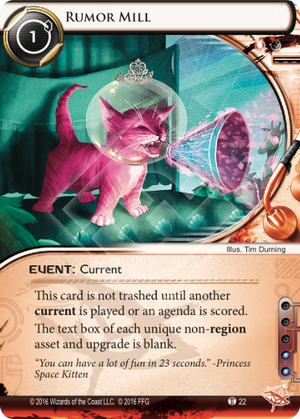 1
RUMOR MILL
Illus. Tim Durning
EVENT: Current
This card is not trashed until another
current is played or an agenda is scored.
The text box of each unique non-region
asset and upgrade is blank.
“You can have a lot of fun in 23 seconds.” -Princess
Space Kitten
© 2016 Wizards of the Coast LLC. © 2016 FFG
22